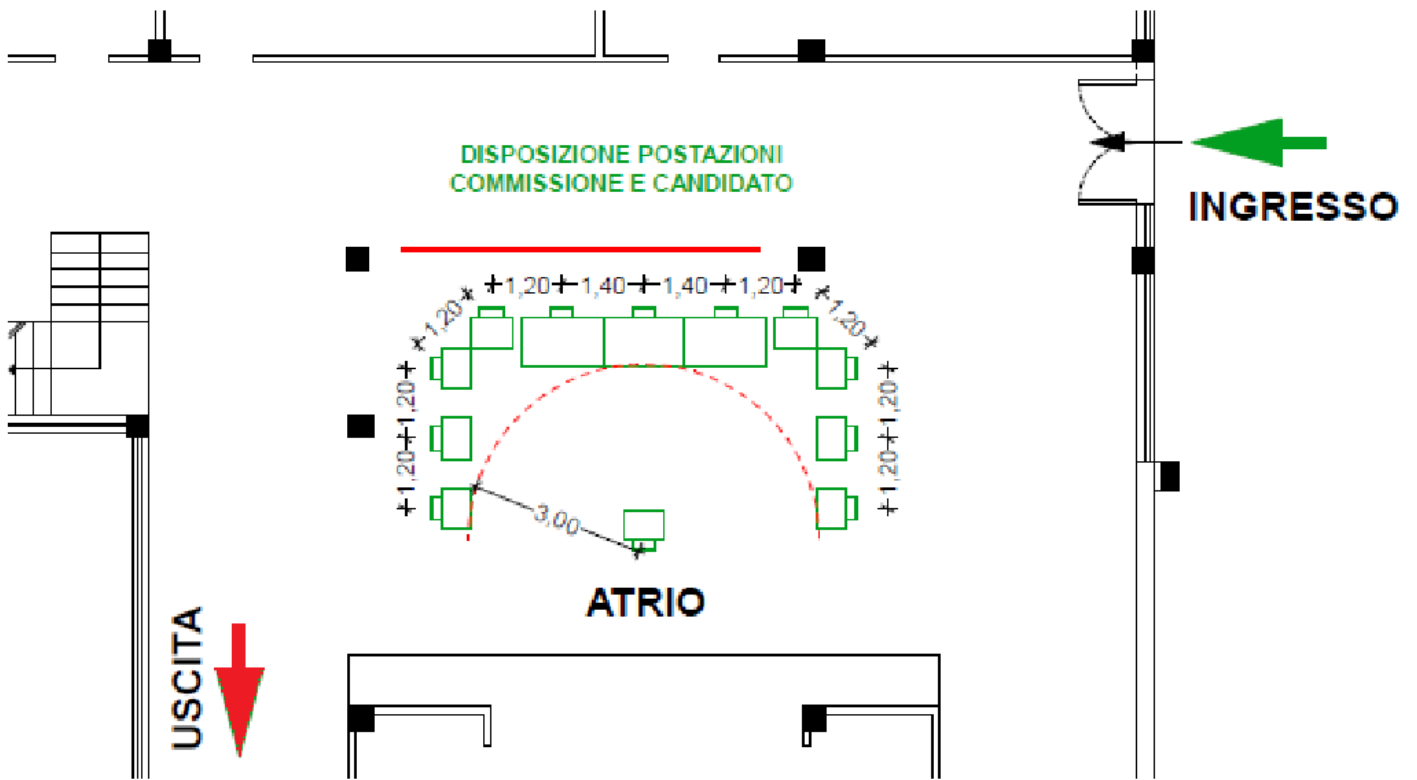 DISPOSIZIONE POSTAZIONI
COMMISSIONE E CANDIDATO
INGRESSO
1,20 1,40 1,40 1,20
1,20 1,20
1,20 1,20
1,20 1,20
3,00
ATRIO
USCITA